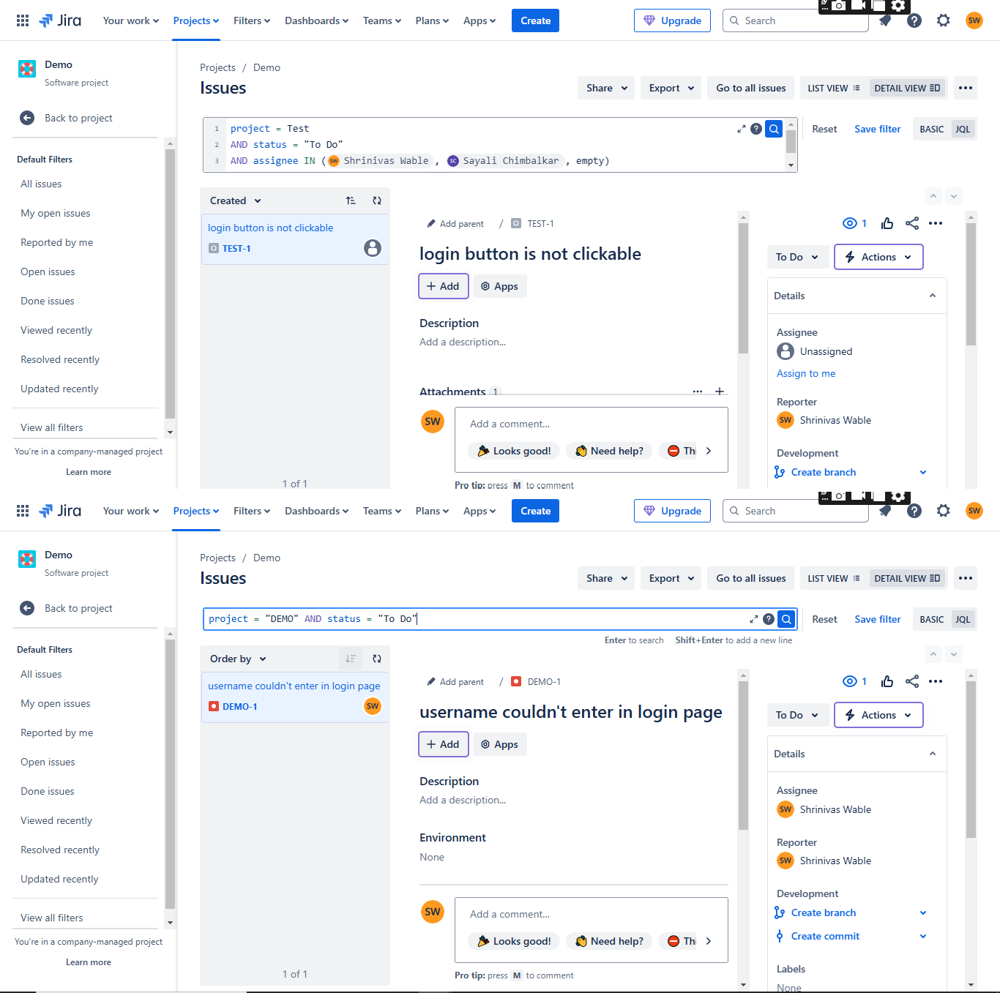 Jira Your work Projects Filters Dashboards Teams Plans Apps Create Upgrade Search SW
Demo
Software project
Back to project
Default Filters
All issues
My open issues
Reported by me
Open issues
Done issues
Viewed recently
Resolved recently
Updated recently
View all filters
You're in a company-managed project
Learn more
Projects / Demo
Issues
Share Export Go to all issues LIST VIEW DETAIL VIEW
1 project = Test
2 AND status = "To Do"
3 AND assignee IN ( SW Shrinivas Wable , SC Sayali Chimbalkar , empty)
Reset Save filter BASIC JQL
Created
login button is not clickable
TEST-1
1 of 1
Add parent / TEST-1
login button is not clickable
+ Add Apps
Description
Add a description...
Attachments 1
SW Add a comment...
Looks good! Need help? Thi
Pro tip: press M to comment
1
To Do Actions
Details
Assignee
Unassigned
Assign to me
Reporter
SW Shrinivas Wable
Development
Create branch
Jira Your work Projects Filters Dashboards Teams Plans Apps Create Upgrade Search SW
Demo
Software project
Back to project
Default Filters
All issues
My open issues
Reported by me
Open issues
Done issues
Viewed recently
Resolved recently
Updated recently
View all filters
You're in a company-managed project
Learn more
Projects / Demo
Issues
Share Export Go to all issues LIST VIEW DETAIL VIEW
project = "DEMO" AND status = "To Do"
Reset Save filter BASIC JQL
Enter to search Shift+Enter to add a new line
Order by
username couldn't enter in login page
DEMO-1 SW
1 of 1
Add parent / DEMO-1
username couldn't enter in login page
+ Add Apps
Description
Add a description...
Environment
None
SW Add a comment...
Looks good! Need help? Thi
Pro tip: press M to comment
1
To Do Actions
Details
Assignee
SW Shrinivas Wable
Reporter
SW Shrinivas Wable
Development
Create branch
Create commit
Labels
None